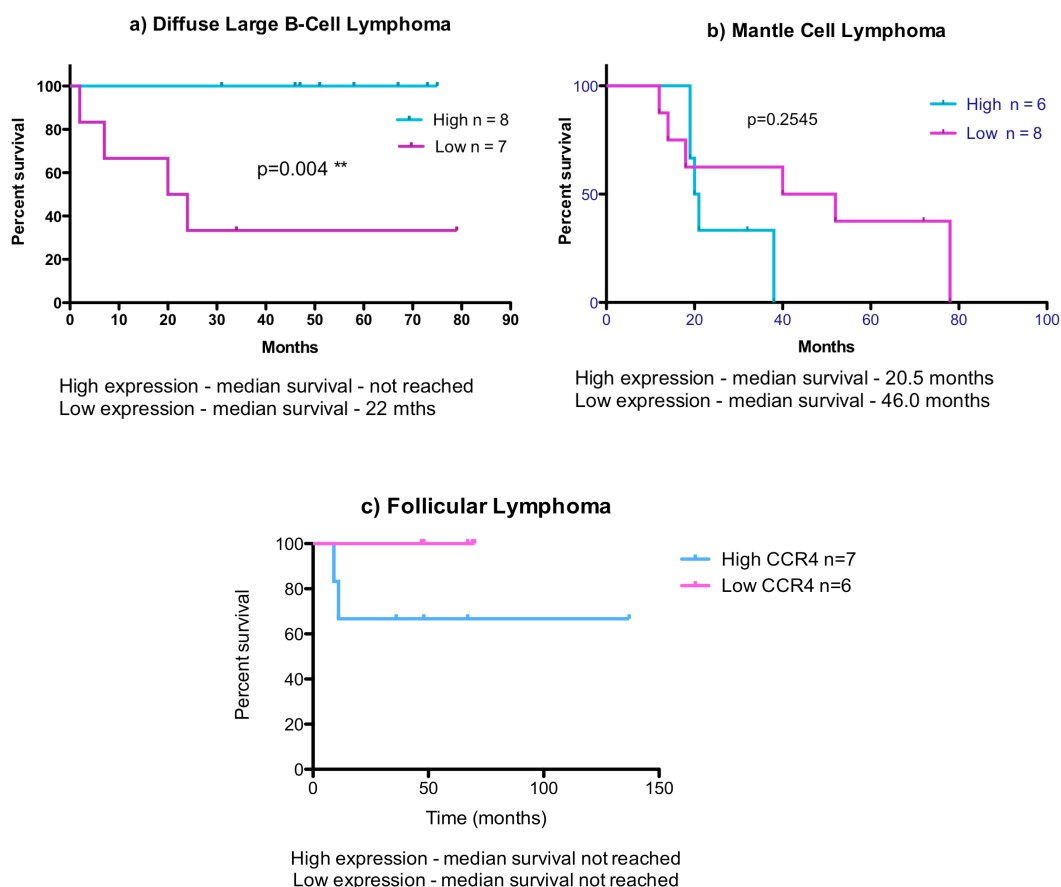 a) Diffuse Large B-Cell Lymphoma
Percent survival
100
80
60
40
20
0
High n = 8
Low n = 7
p=0.004 **
0 10 20 30 40 50 60 70 80 90
Months
High expression - median survival - not reached
Low expression - median survival - 22 mths
b) Mantle Cell Lymphoma
Percent survival
100
50
0
p=0.2545
High n = 6
Low n = 8
0 20 40 60 80 100
Months
High expression - median survival - 20.5 months
Low expression - median survival - 46.0 months
c) Follicular Lymphoma
Percent survival
100
80
60
40
20
0
High CCR4 n=7
Low CCR4 n=6
0 50 100 150
Time (months)
High expression - median survival not reached
Low expression - median survival not reached